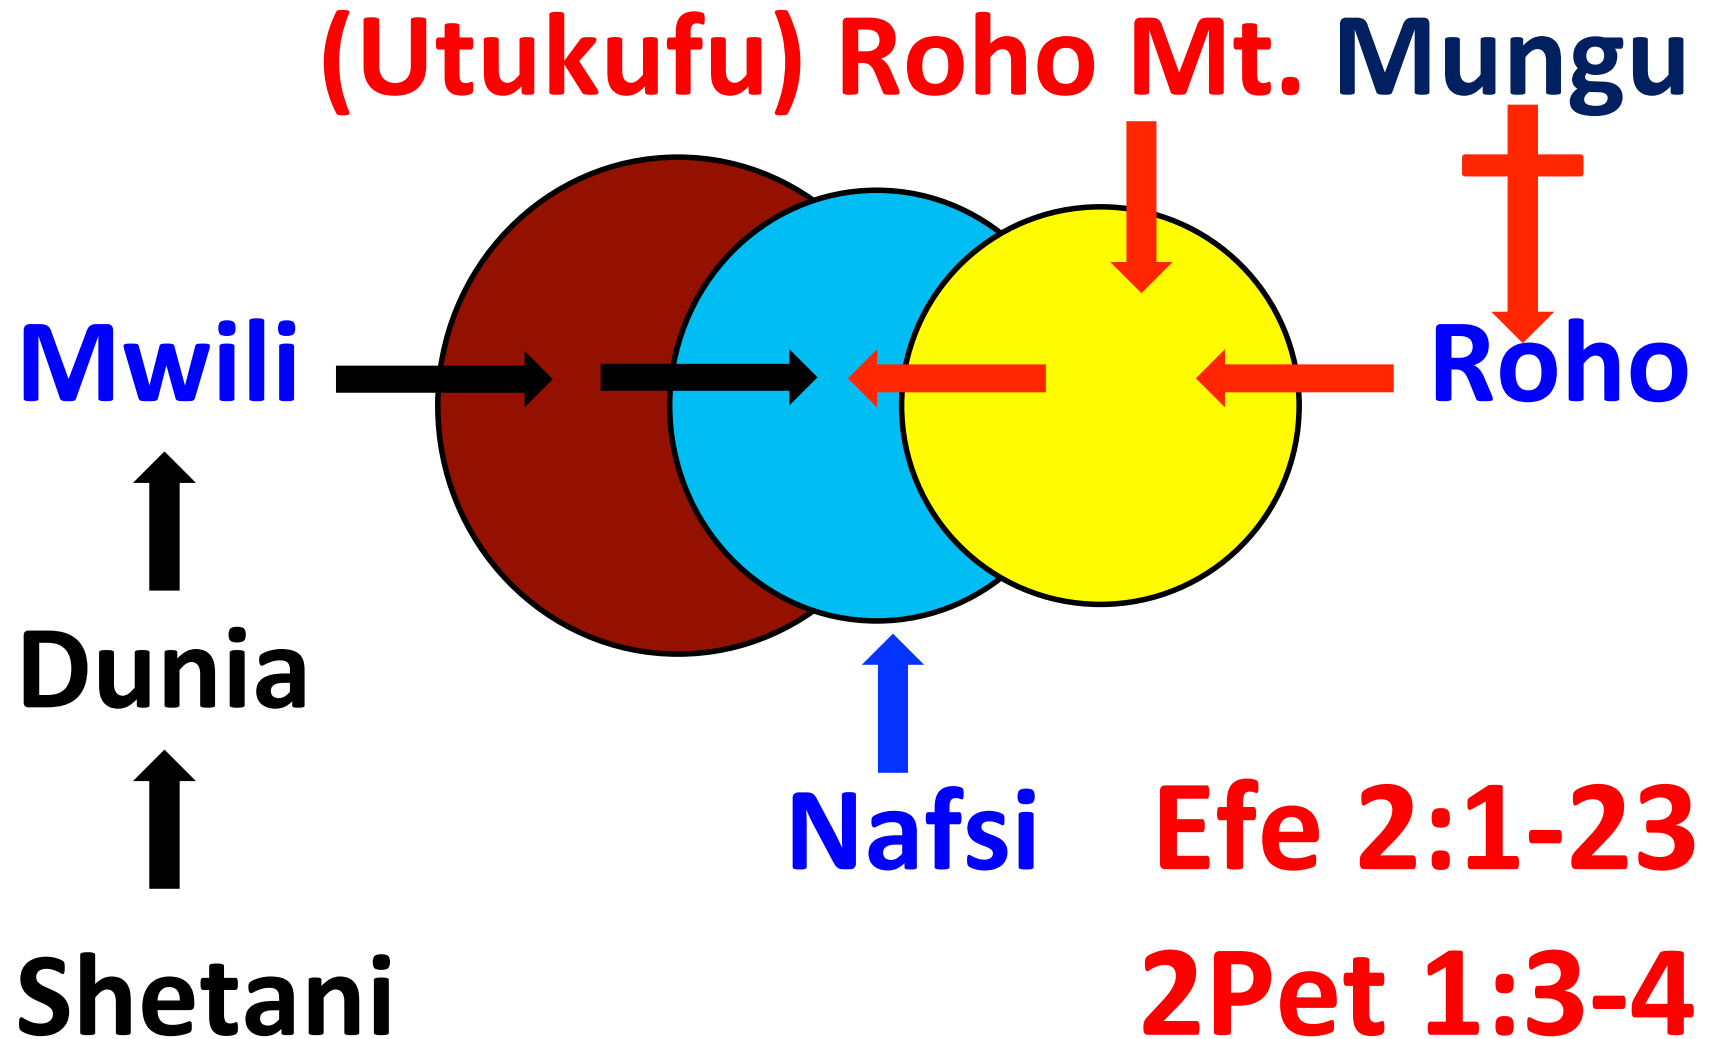 (Utukufu) Roho Mt. Mungu
Mwili
Roho
Dunia
Nafsi
Efe 2:1-23
Shetani
2Pet 1:3-4